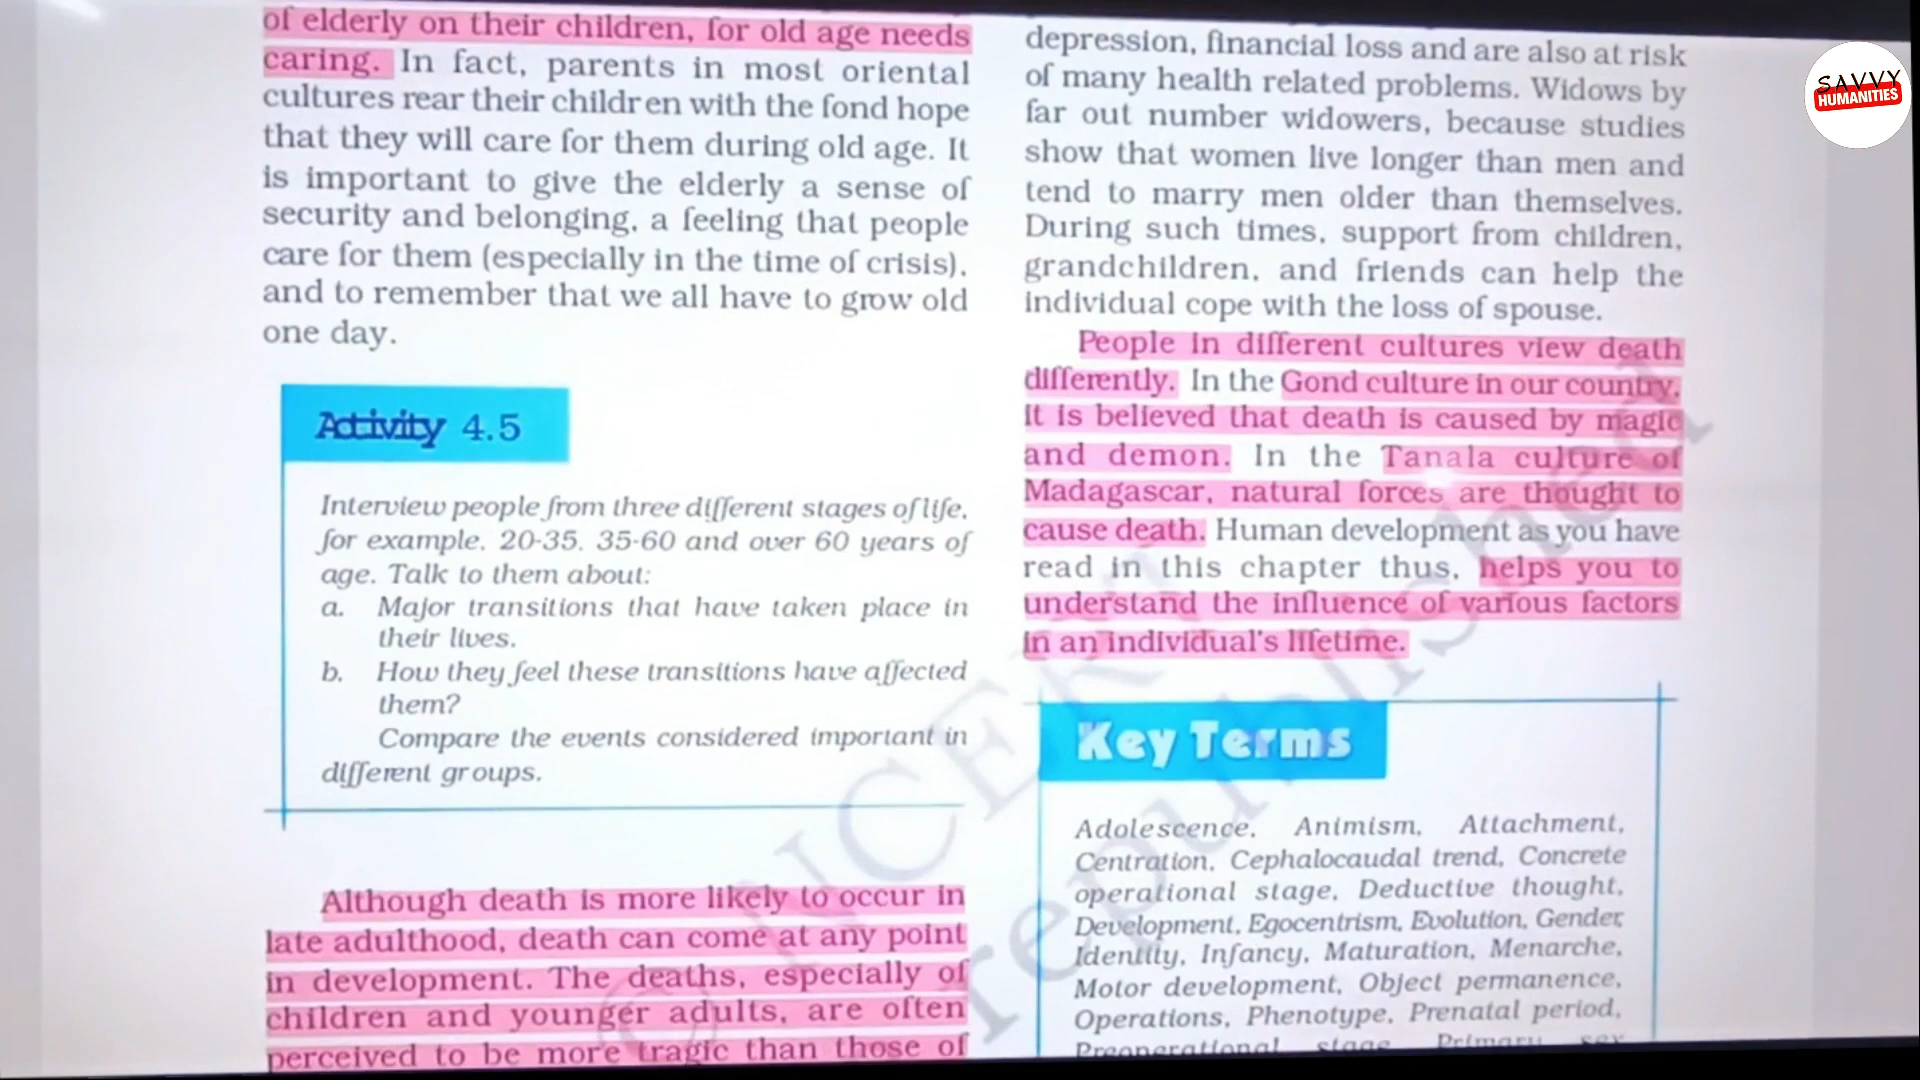 of elderly on their children, for old age needs
caring. In fact, parents in most oriental
cultures rear their children with the fond hope
that they will care for them during old age. It
is important to give the elderly a sense of
security and belonging, a feeling that people
care for them (especially in the time of crisis),
and to remember that we all have to grow old
one day.
Activity 4.5
Interview people from three different stages of life,
for example, 20-35, 35-60 and over 60 years of
age. Talk to them about:
a. Major transitions that have taken place in
their lives.
b. How they feel these transitions have affected
them?
Compare the events considered important in
different groups.
Although death is more likely to occur in
late adulthood, death can come at any point
in development. The deaths, especially of
children and younger adults, are often
perceived to be more tragic than those of
depression, financial loss and are also at risk
of many health related problems. Widows by
far out number widowers, because studies
show that women live longer than men and
tend to marry men older than themselves.
During such times, support from children,
grandchildren, and friends can help the
individual cope with the loss of spouse.
People in different cultures view death
differently. In the Gond culture in our country,
it is believed that death is caused by magic
and demon. In the Tanala culture of
Madagascar, natural forces are thought to
cause death. Human development as you have
read in this chapter thus, helps you to
understand the influence of various factors
in an individual's lifetime.
Key Terms
Adolescence, Animism, Attachment,
Centration, Cephalocaudal trend, Concrete
operational stage, Deductive thought,
Development, Egocentrism, Evolution, Gender,
Identity, Infancy, Maturation, Menarche,
Motor development, Object permanence,
Operations, Phenotype, Prenatal period,
Preoperational stage Primary sex
SAVVY
HUMANITIES
© NCERT
republished